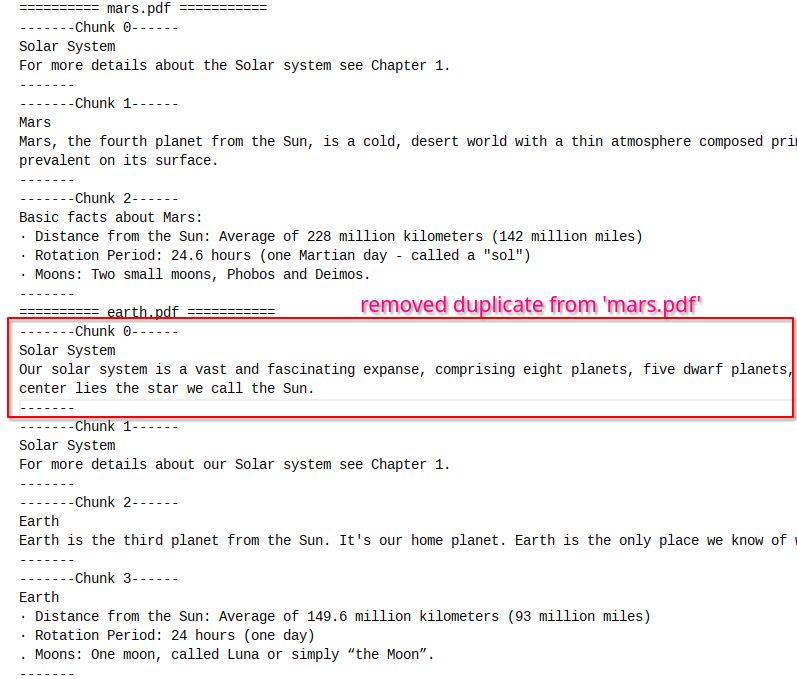 ========== mars.pdf ===========
-------Chunk 0------
Solar System
For more details about the Solar system see Chapter 1.
-------
-------Chunk 1------
Mars
Mars, the fourth planet from the Sun, is a cold, desert world with a thin atmosphere composed
prevalent on its surface.
-------
-------Chunk 2------
Basic facts about Mars:
· Distance from the Sun: Average of 228 million kilometers (142 million miles)
· Rotation Period: 24.6 hours (one Martian day - called a "sol")
· Moons: Two small moons, Phobos and Deimos.
-------
========== earth.pdf ===========
removed duplicate from 'mars.pdf'
-------Chunk 0------
Solar System
Our solar system is a vast and fascinating expanse, comprising eight planets, five dwarf planets,
center lies the star we call the Sun.
-------
-------Chunk 1------
Solar System
For more details about our Solar system see Chapter 1.
-------
-------Chunk 2------
Earth
Earth is the third planet from the Sun. It's our home planet. Earth is the only place we know of
-------
-------Chunk 3------
Earth
· Distance from the Sun: Average of 149.6 million kilometers (93 million miles)
· Rotation Period: 24 hours (one day)
. Moons: One moon, called Luna or simply “the Moon”.
-------